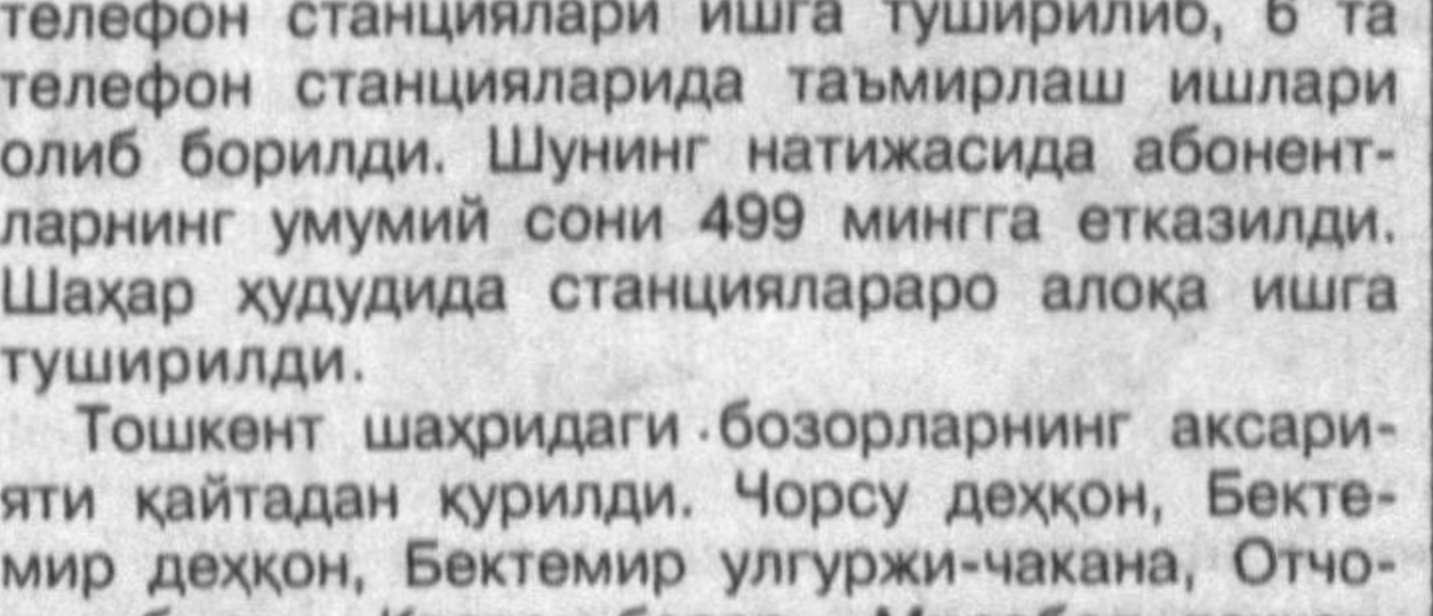 телефон станциялари ишга туширилиб, 6 та
телефон станцияларида таъмирлаш ишлари
олиб борилди. Шунинг натижасида абонент-
ларнинг умумий сони 499 мингга етказилди.
Шаҳар ҳудудида станциялараро алоқа ишга
туширилди.
Тошкент шаҳридаги бозорларнинг аксари-
яти қайтадан қурилди. Чорсу деҳқон, Бекте-
мир деҳқон, Бектемир улгуржи-чакана, Отчо-